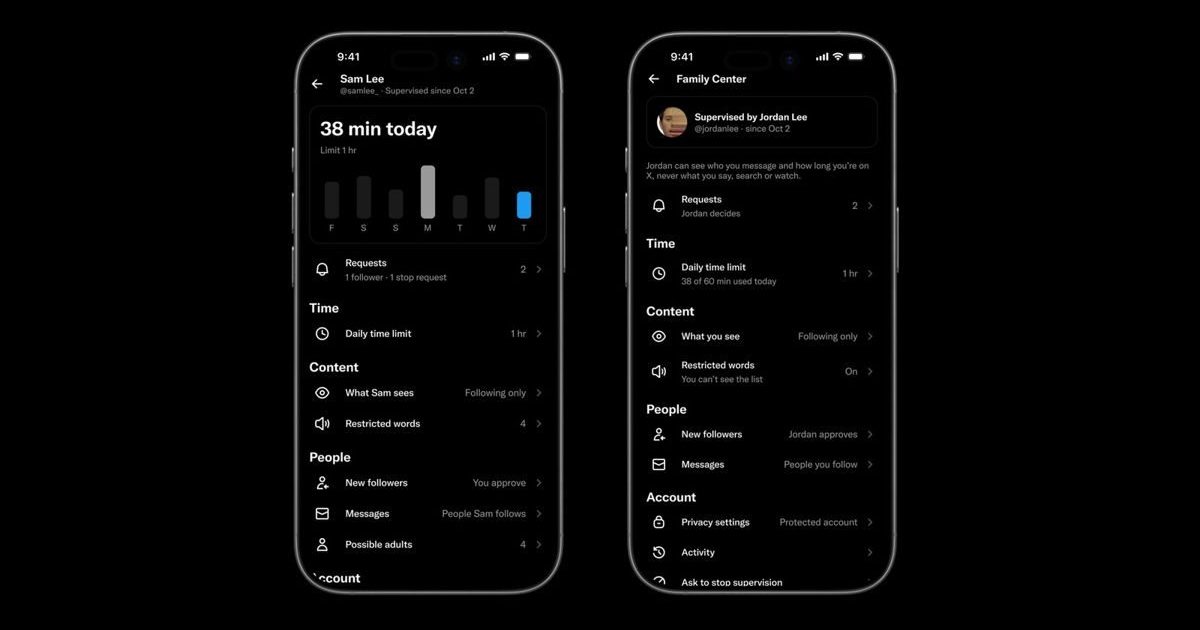 9:41
Sam Lee
@samlee_ · Supervised since Oct 2
38 min today
Limit 1 hr
F S S M T W T
Requests
1 follower · 1 stop request
2
Time
Daily time limit 1 hr
Content
What Sam sees Following only
Restricted words 4
People
New followers You approve
Messages People Sam follows
Possible adults 4
Account
9:41
Family Center
Supervised by Jordan Lee
@jordanlee · since Oct 2
Jordan can see who you message and how long you're on
X, never what you say, search or watch.
Requests
Jordan decides
2
Time
Daily time limit
38 of 60 min used today
1 hr
Content
What you see Following only
Restricted words
You can't see the list
On
People
New followers Jordan approves
Messages People you follow
Account
Privacy settings Protected account
Activity
Ask to stop supervision